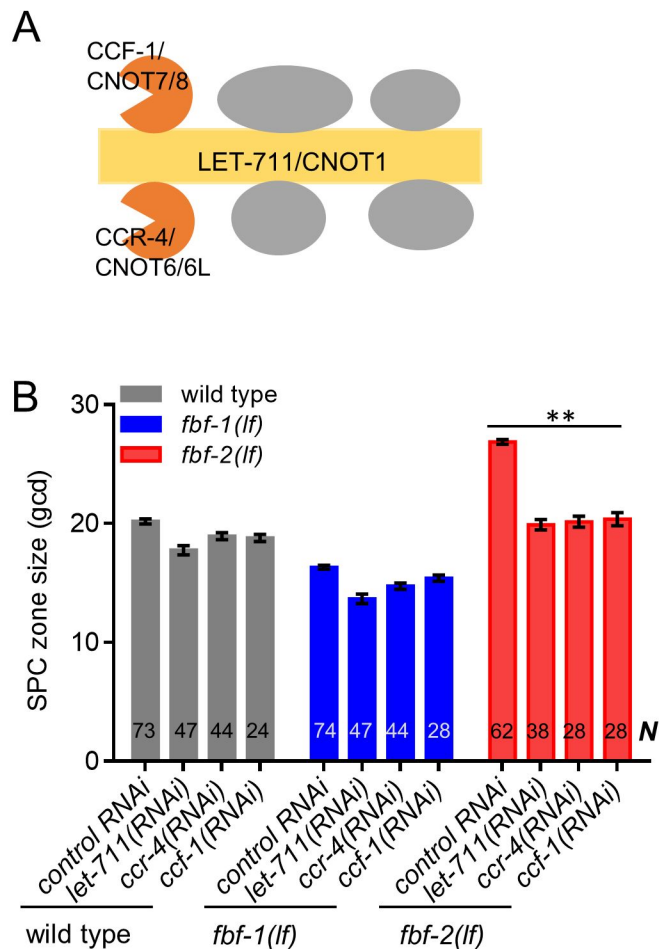 A
CCF-1/
CNOT7/8
LET-711/CNOT1
CCR-4/
CNOT6/6L
B
wild type
fbf-1(lf)
fbf-2(lf)
**
30
20
10
0
SPC zone size (gcd)
73 47 44 24 74 47 44 28 62 38 28 28 N
control RNAi
let-711(RNAi)
ccr-4(RNAi)
ccf-1(RNAi)
control RNAi
let-711(RNAi)
ccr-4(RNAi)
ccf-1(RNAi)
control RNAi
let-711(RNAi)
ccr-4(RNAi)
ccf-1(RNAi)
wild type fbf-1(lf) fbf-2(lf)